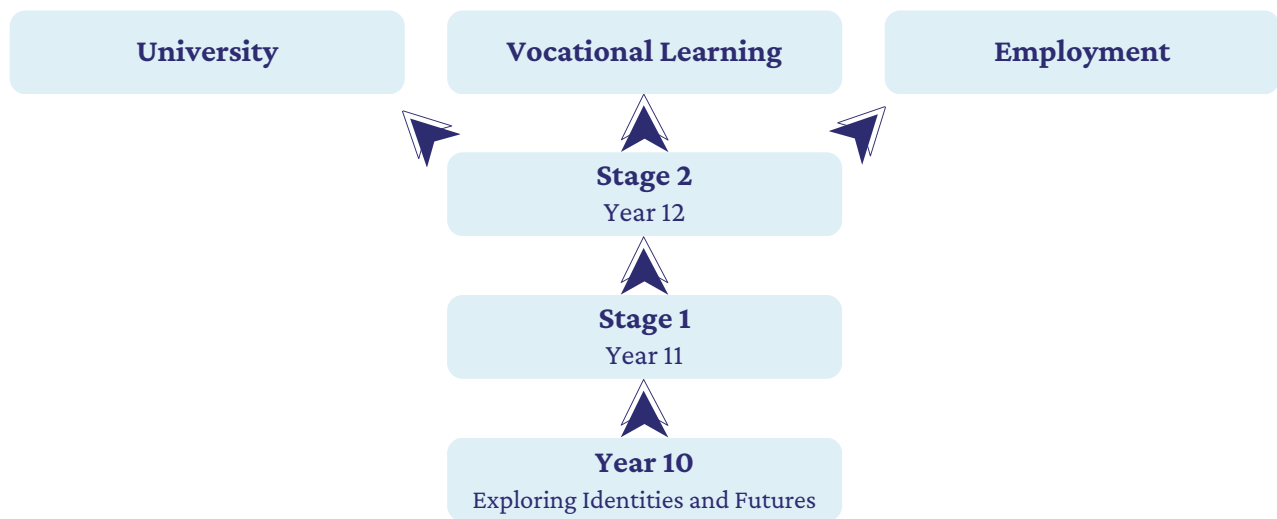 University
Vocational Learning
Employment
Stage 2
Year 12
Stage 1
Year 11
Year 10
Exploring Identities and Futures